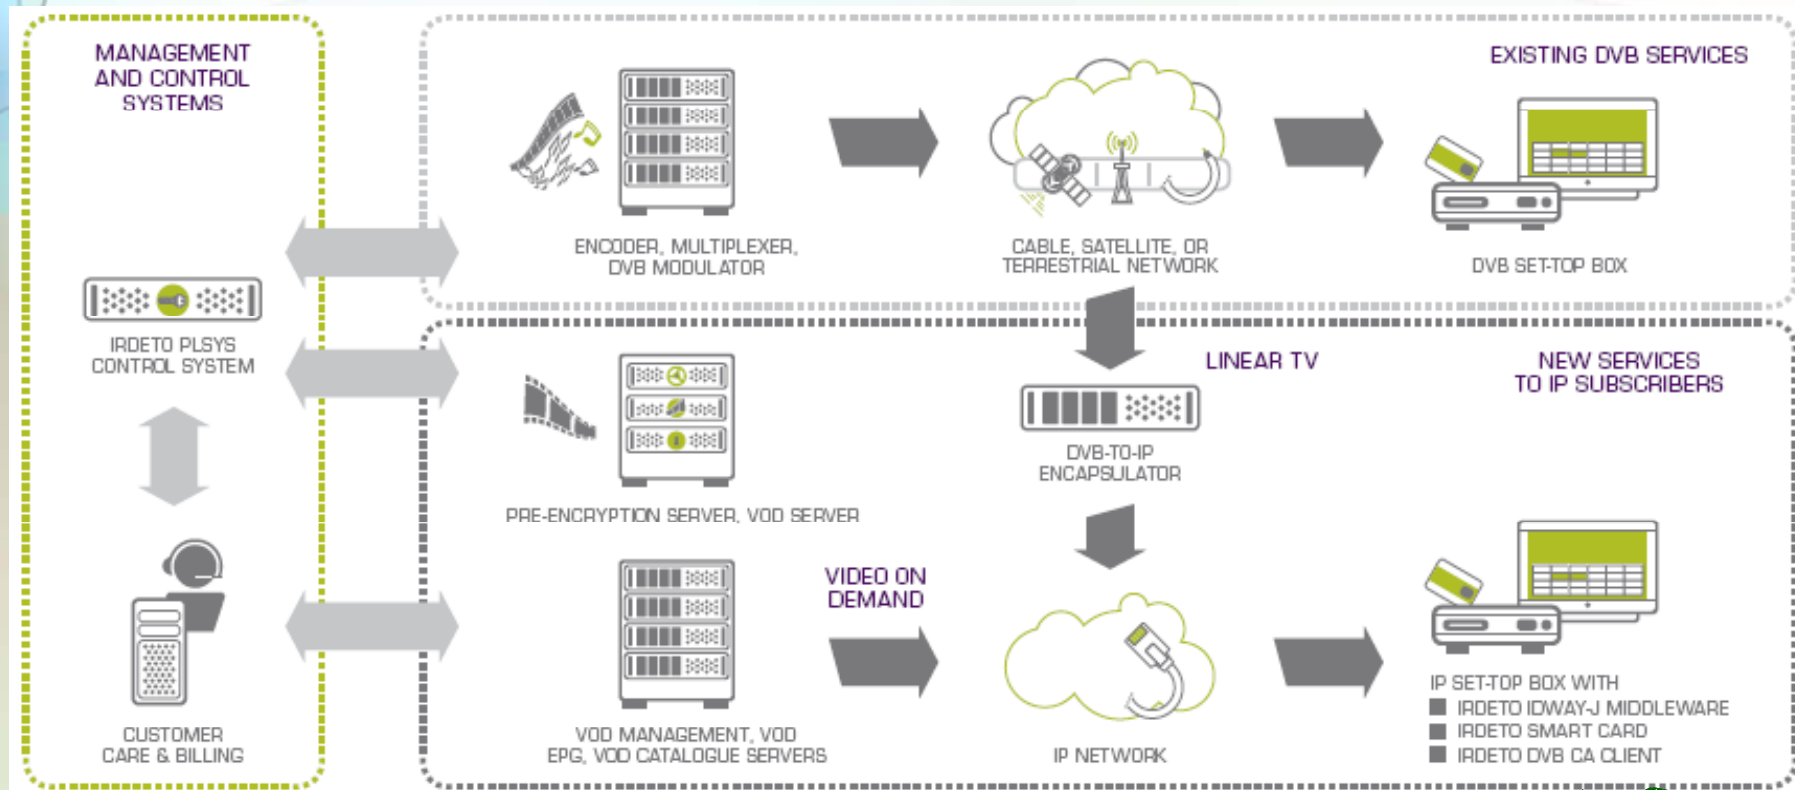 MANAGEMENT
AND CONTROL
SYSTEMS
IRDETO PLSYS
CONTROL SYSTEM
CUSTOMER
CARE & BILLING
EXISTING DVB SERVICES
ENCODER, MULTIPLEXER,
DVB MODULATOR
CABLE, SATELLITE, OR
TERRESTRIAL NETWORK
DVB SET-TOP BOX
LINEAR TV
NEW SERVICES
TO IP SUBSCRIBERS
DVB-TO-IP
ENCAPSULATOR
PRE-ENCRYPTION SERVER, VOD SERVER
VIDEO ON
DEMAND
VOD MANAGEMENT, VOD
EPG, VOD CATALOGUE SERVERS
IP NETWORK
IP SET-TOP BOX WITH
IRDETO IDWAY-J MIDDLEWARE
IRDETO SMART CARD
IRDETO DVB CA CLIENT